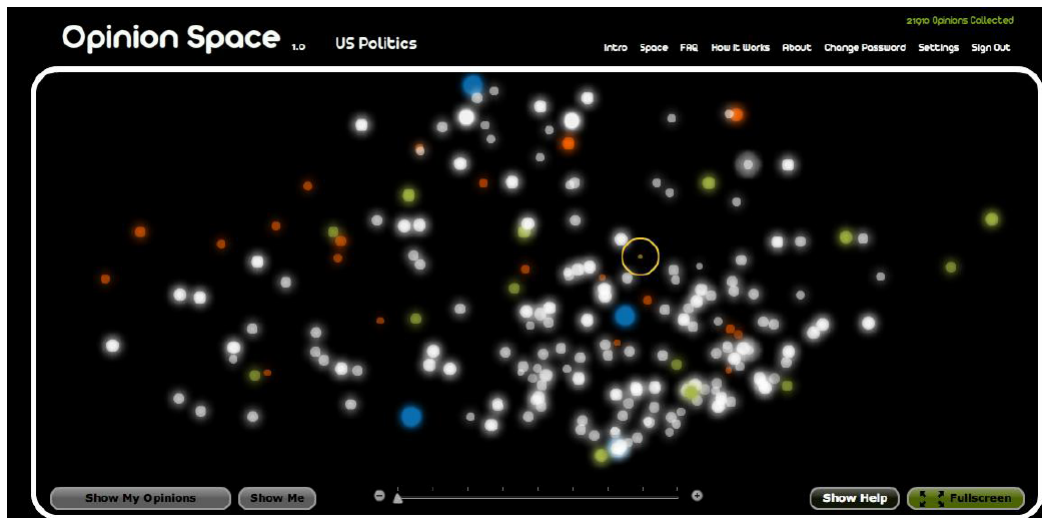 21910 Opinions Collected
Opinion Space 1.0 US Politics
Intro Space FAQ How It Works About Change Password Settings Sign Out
Show My Opinions Show Me Show Help Fullscreen